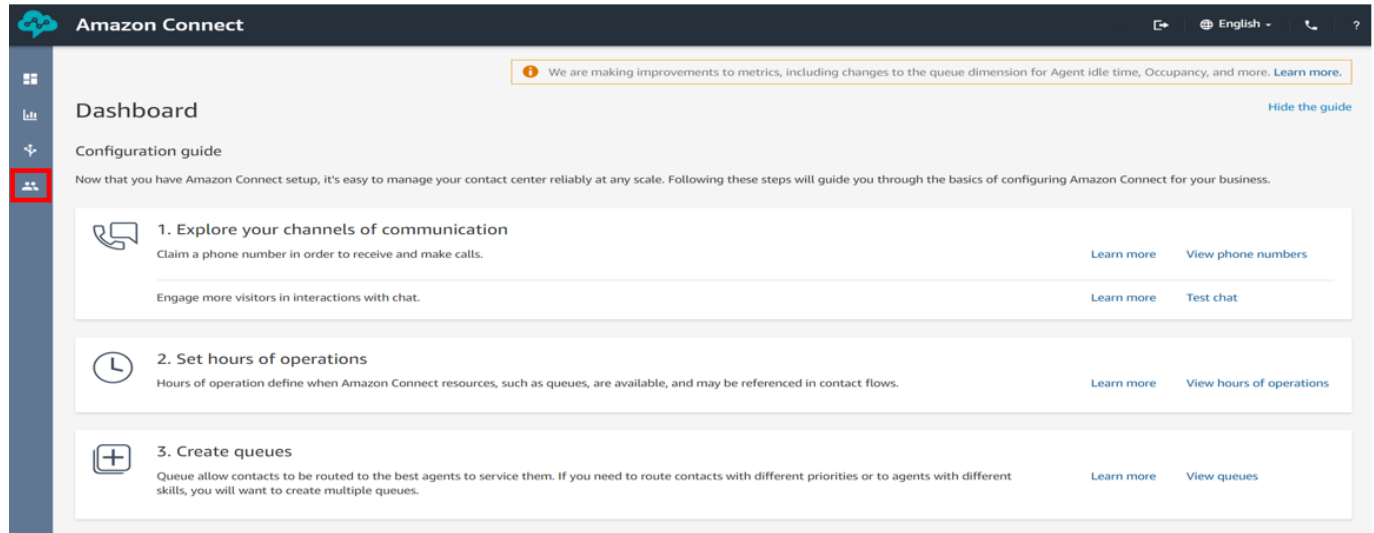 Amazon Connect
English
?
We are making improvements to metrics, including changes to the queue dimension for Agent idle time, Occupancy, and more. Learn more.
Dashboard
Hide the guide
Configuration guide
Now that you have Amazon Connect setup, it's easy to manage your contact center reliably at any scale. Following these steps will guide you through the basics of configuring Amazon Connect for your business.
1. Explore your channels of communication
Claim a phone number in order to receive and make calls.
Learn more
View phone numbers
Engage more visitors in interactions with chat.
Learn more
Test chat
2. Set hours of operations
Hours of operation define when Amazon Connect resources, such as queues, are available, and may be referenced in contact flows.
Learn more
View hours of operations
3. Create queues
Queue allow contacts to be routed to the best agents to service them. If you need to route contacts with different priorities or to agents with different
skills, you will want to create multiple queues.
Learn more
View queues